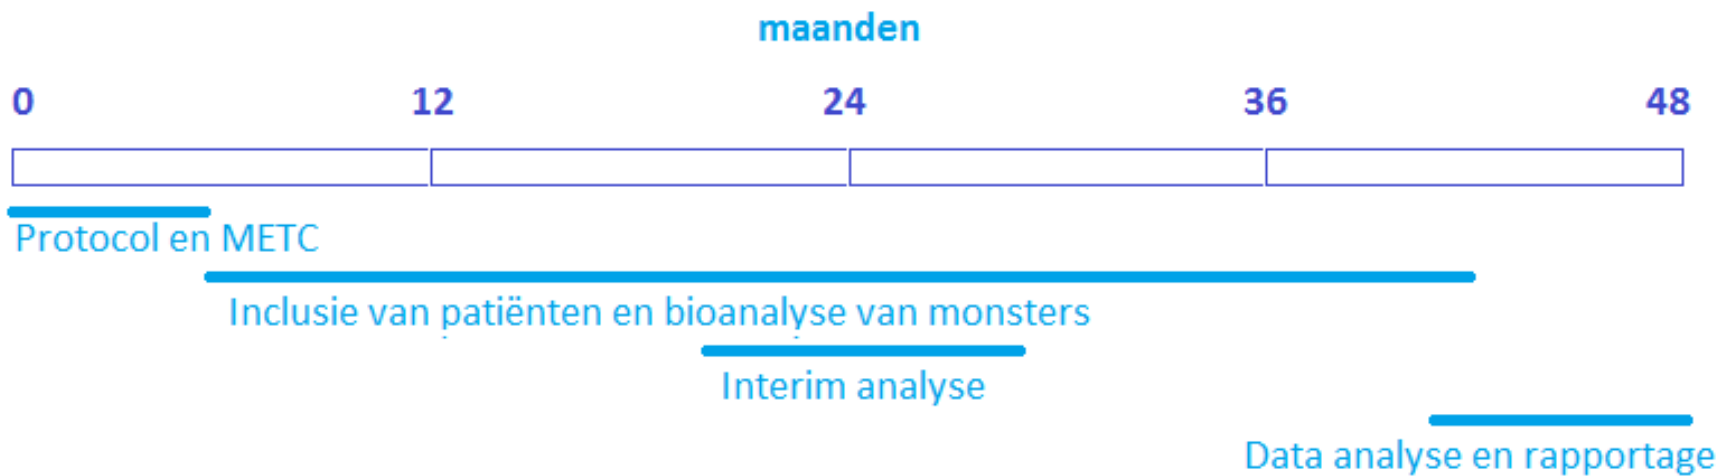 maanden
0 12 24 36 48
Protocol en METC
Inclusie van patiënten en bioanalyse van monsters
Interim analyse
Data analyse en rapportage